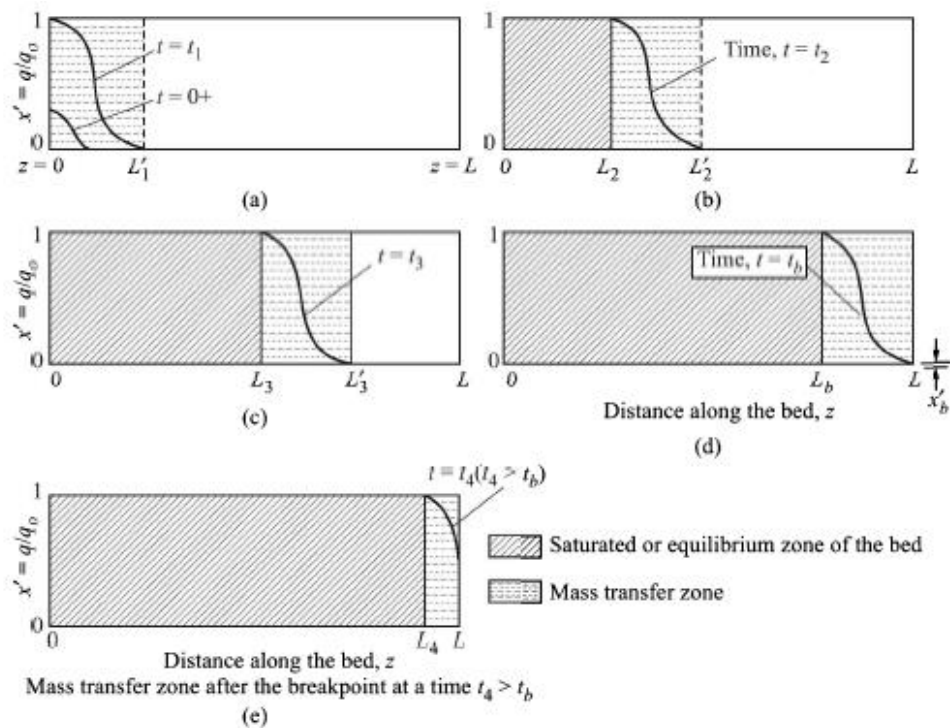 1
x' = q/q₀
0
t = t₁
t = 0+
z = 0
L'₁
z = L
(a)
1
0
Time, t = t₂
0
L₂
L'₂
L
(b)
1
x' = q/q₀
0
t = t₃
0
L₃
L'₃
L
(c)
1
0
Time, t = t_b
0
L_b
L
x'_b
Distance along the bed, z
(d)
t = t₄(t₄ > t_b)
1
x' = q/q₀
0
0
L₄
L
Distance along the bed, z
Mass transfer zone after the breakpoint at a time t₄ > t_b
(e)
Saturated or equilibrium zone of the bed
Mass transfer zone